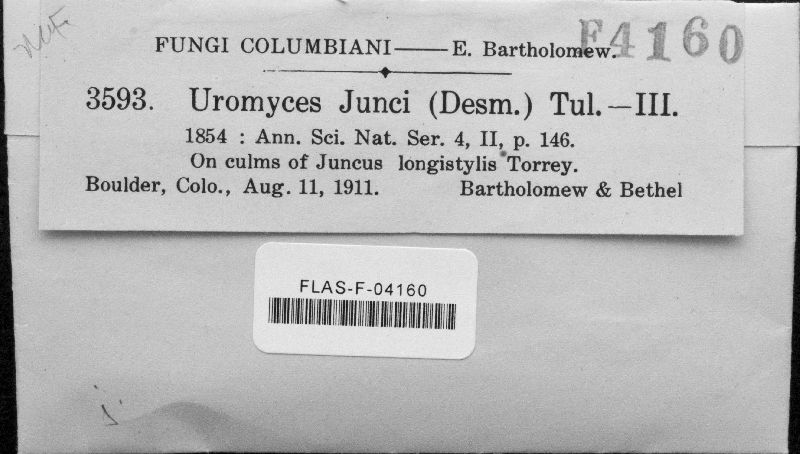 FUNGI COLUMBIANI—E. Bartholomew.
F4160
3593. Uromyces Junci (Desm.) Tul.—III.
1854 : Ann. Sci. Nat. Ser. 4, II, p. 146.
On culms of Juncus longistylis Torrey.
Boulder, Colo., Aug. 11, 1911. Bartholomew & Bethel
FLAS-F-04160